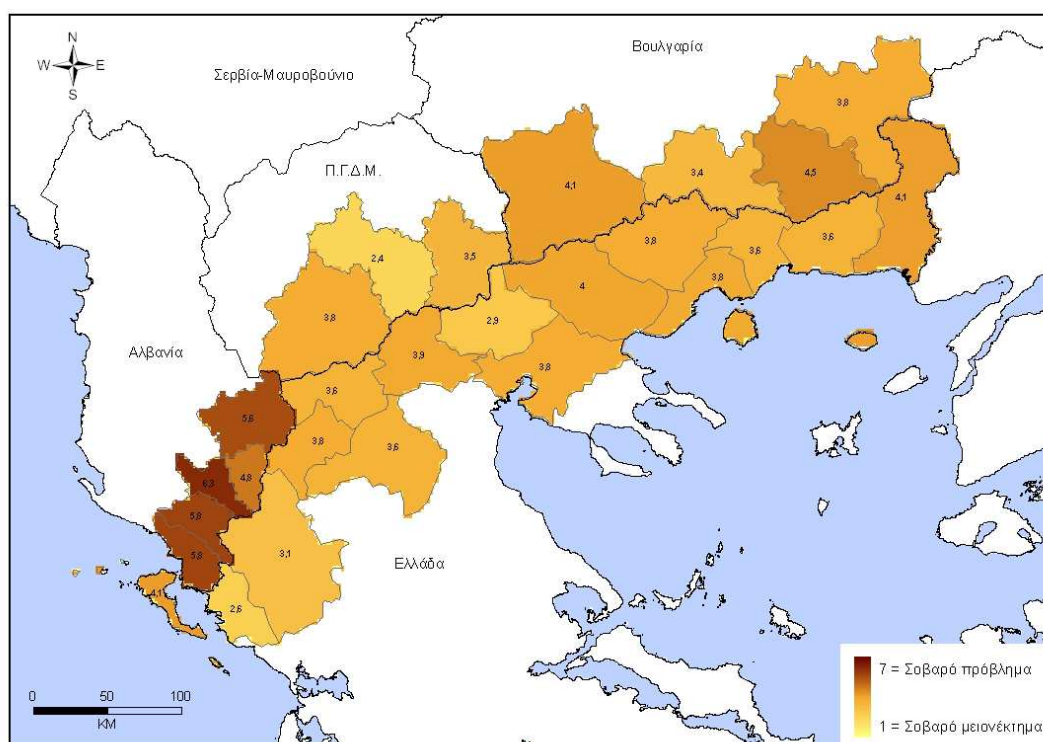 Βουλγαρία
N
W E
S
Σερβία-Μαυροβούνιο
3,8
Π.Γ.Δ.Μ.
3,4
4,5
4,1
4,1
3,8
3,6
3,6
2,4
3,5
3,8
4
3,8
2,9
Αλβανία
3,9
3,8
3,6
5,6
3,8
3,6
4,8
6,3
5,8
3,1
Ελλάδα
5,8
4,1
2,6
7 = Σοβαρό πρόβλημα
0 50 100
KM
1 = Σοβαρό μειονέκτημα